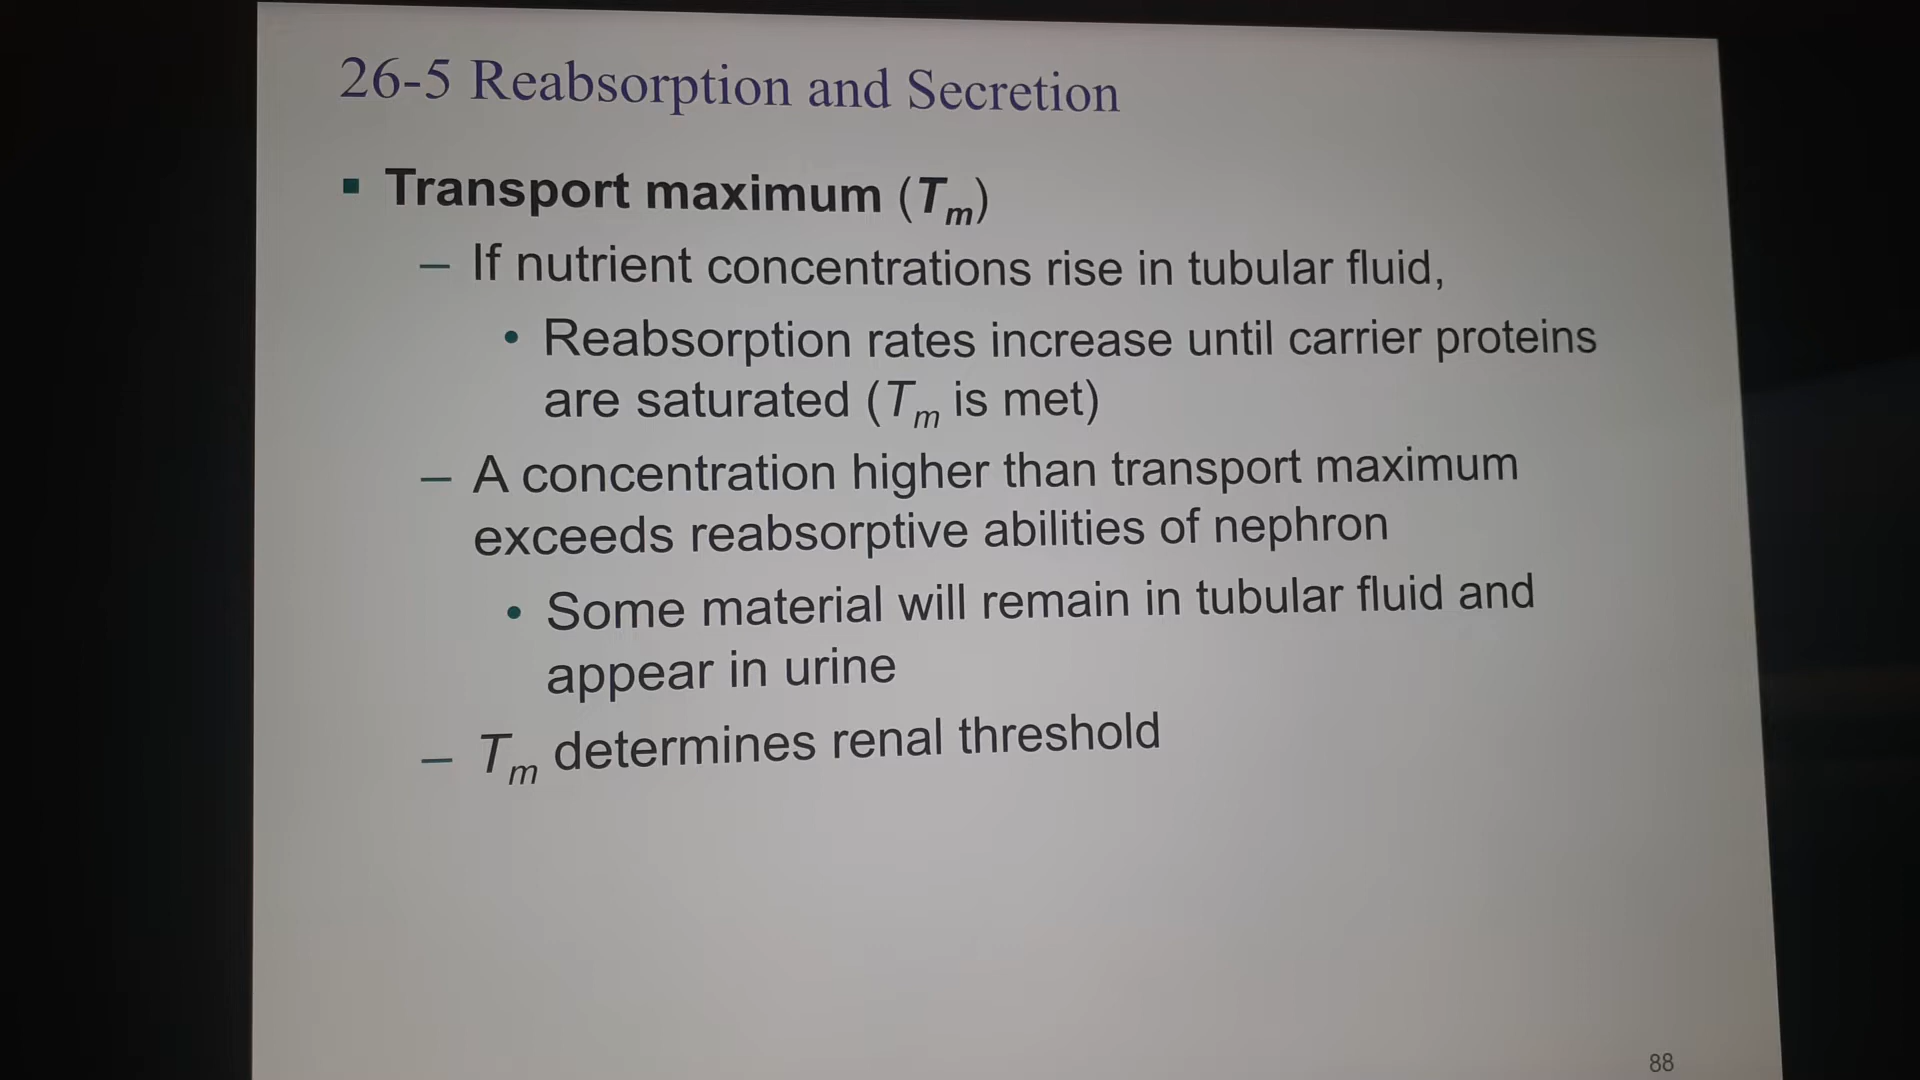 26-5 Reabsorption and Secretion
▪ Transport maximum (Tm)
– If nutrient concentrations rise in tubular fluid,
• Reabsorption rates increase until carrier proteins
are saturated (Tm is met)
– A concentration higher than transport maximum
exceeds reabsorptive abilities of nephron
• Some material will remain in tubular fluid and
appear in urine
– Tm determines renal threshold
88